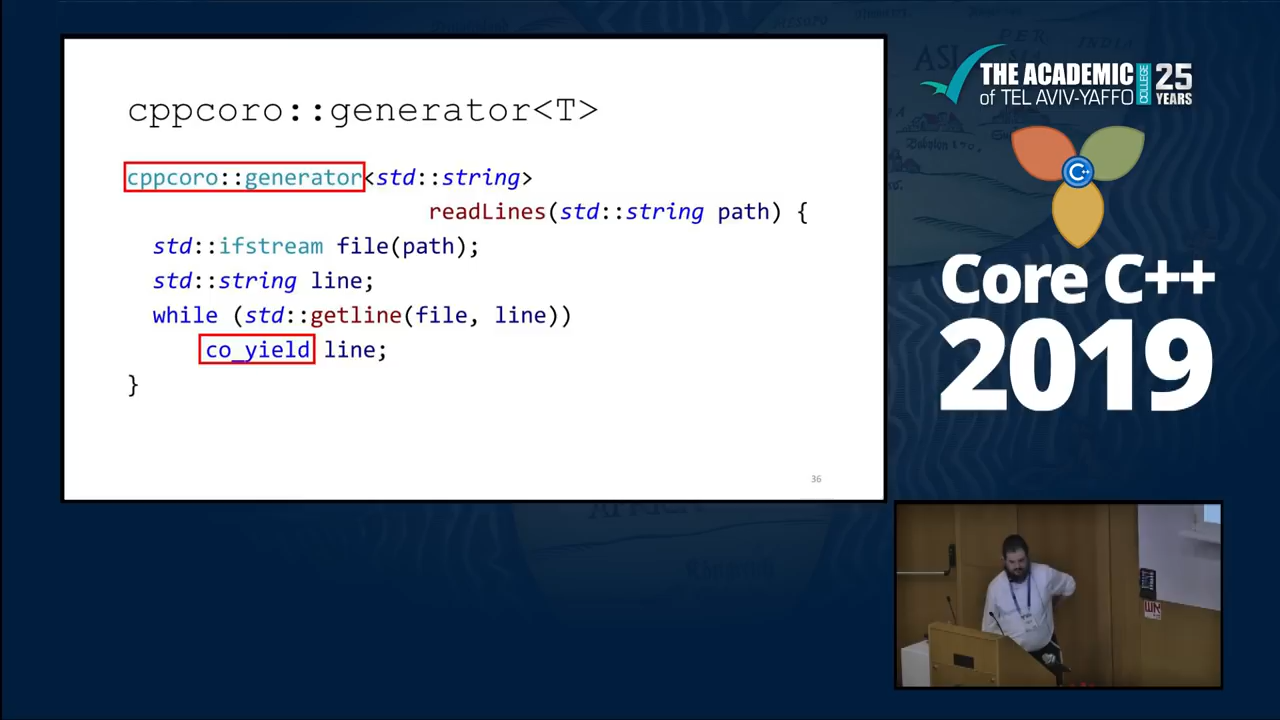 cppcoro::generator<T>
cppcoro::generator<std::string>
readLines(std::string path) {
std::ifstream file(path);
std::string line;
while (std::getline(file, line))
co_yield line;
}
36
THE ACADEMIC
of TEL AVIV-YAFFO
COLLEGE
25
YEARS
C++
Core C++
2019